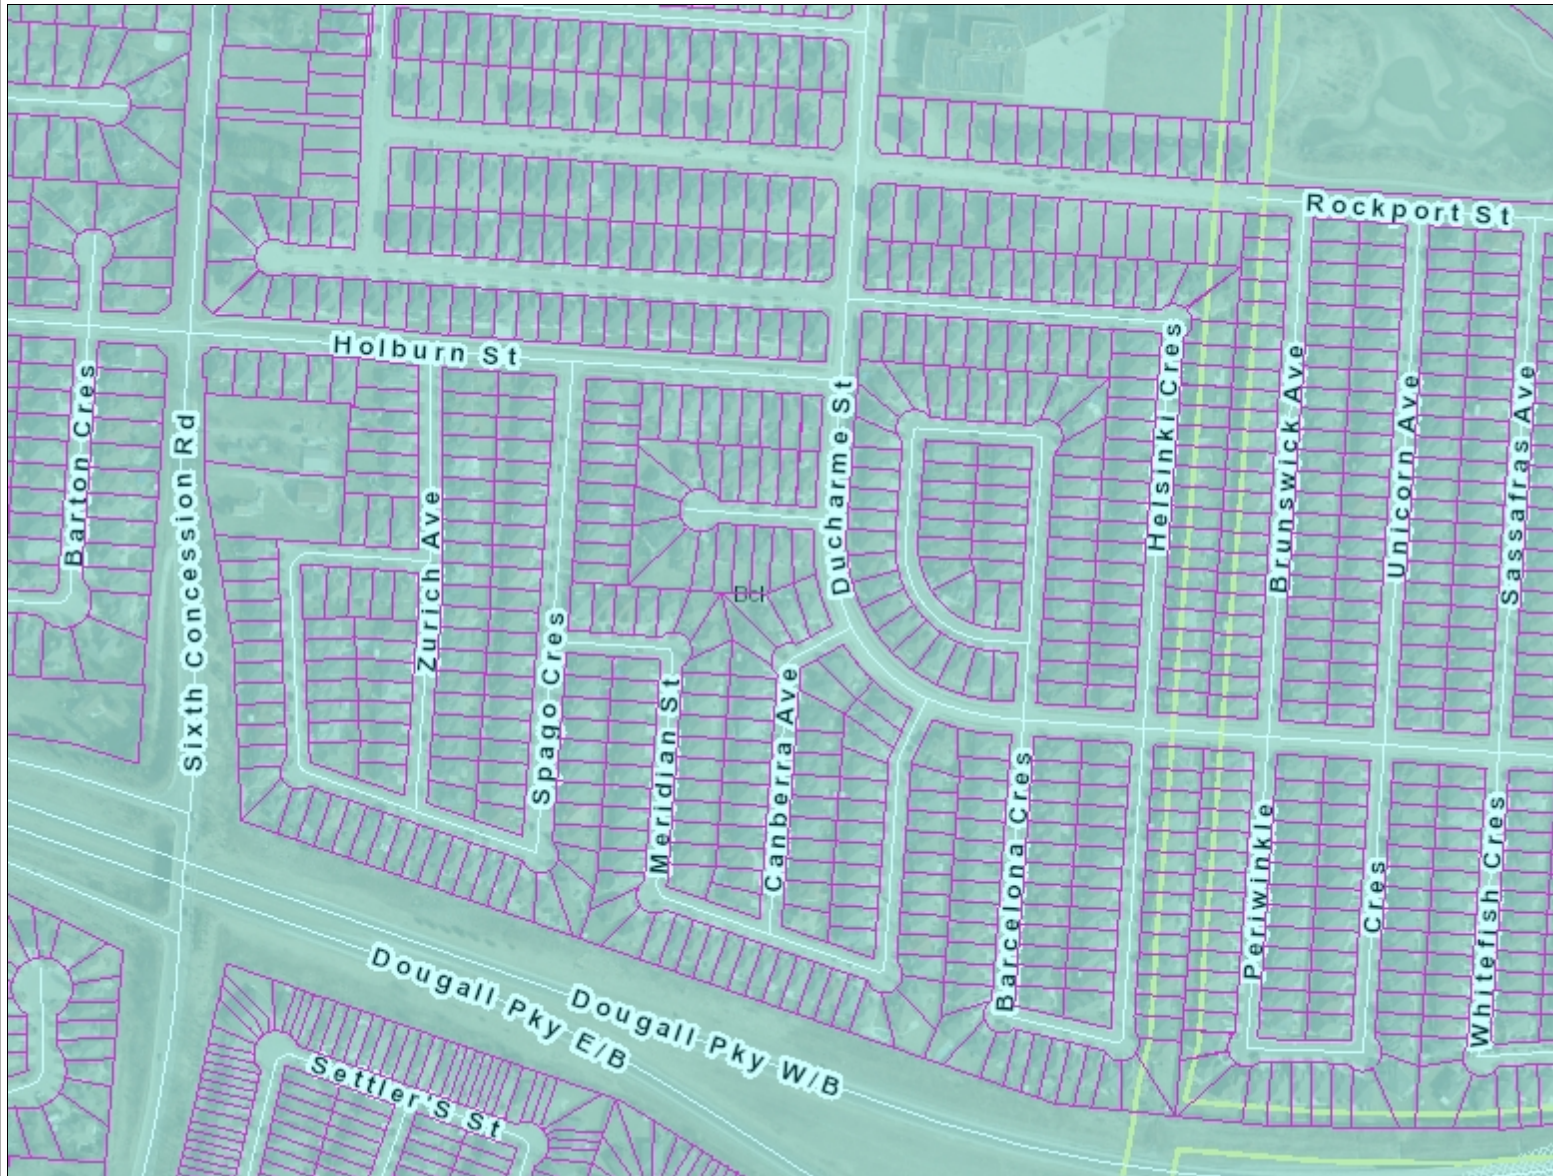 Rockport St
Holburn St
Barton Cres
Sixth Concession Rd
Zurich Ave
Spago Cres
Meridian St
Canberra Ave
Ducharme St
Helsinki Cres
Brunswick Ave
Unicorn Ave
Sassafras Ave
Bcl
Barcelona Cres
Periwinkle
Cres
Whitefish Cres
Dougall Pky E/B
Dougall Pky W/B
Settler'S St